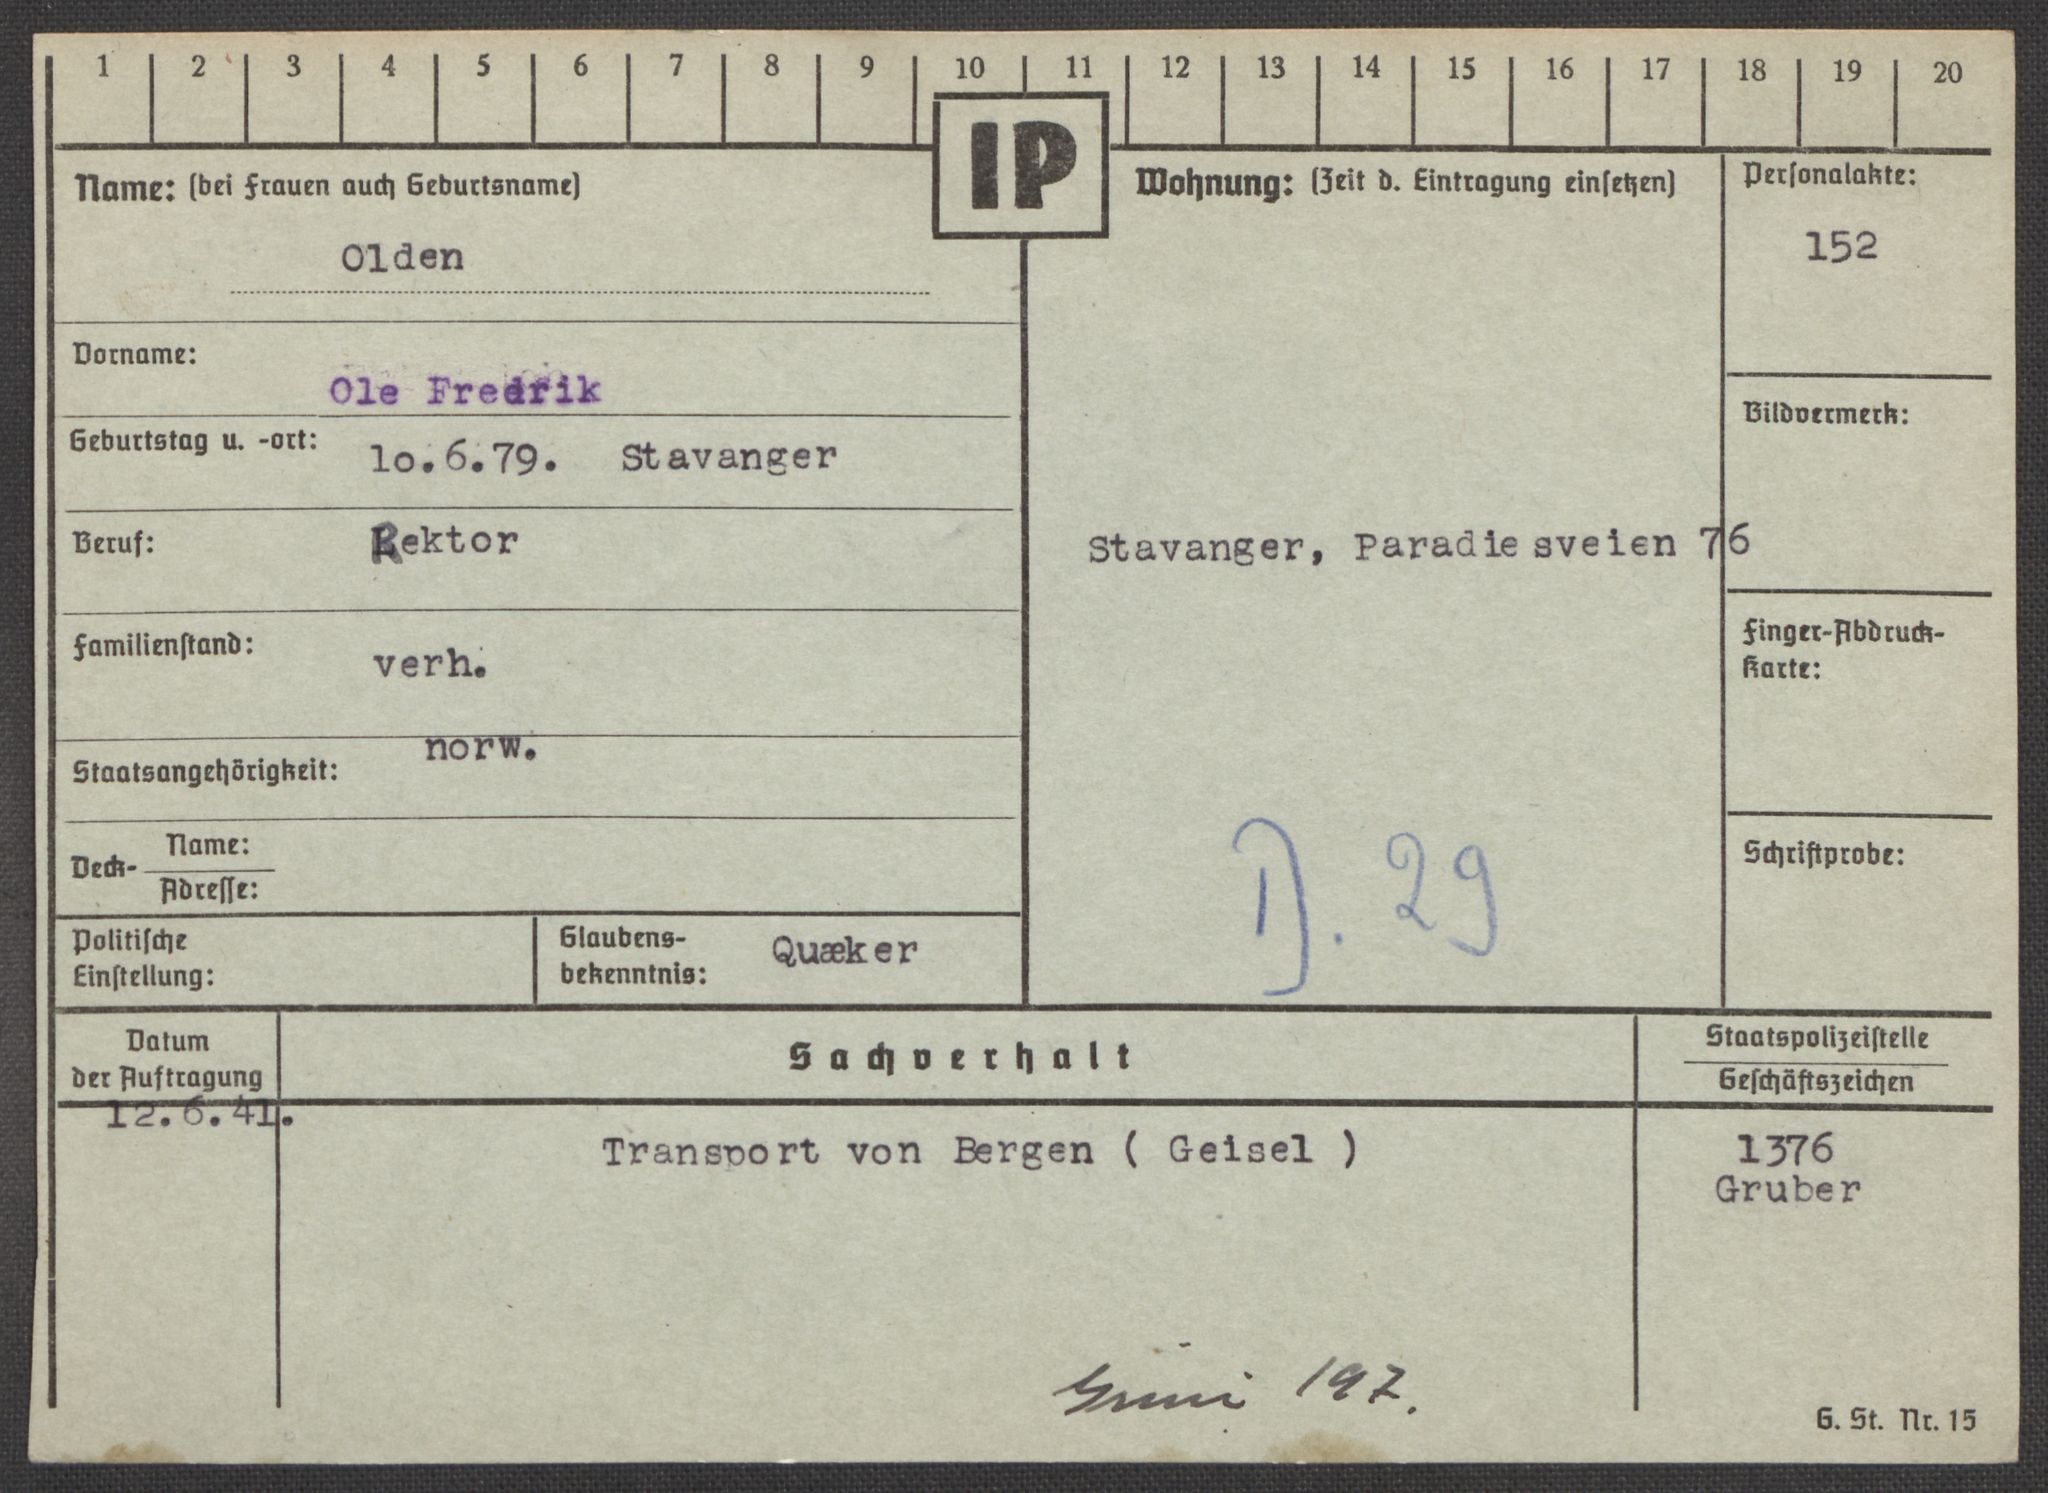 1 2 3 4 5 6 7 8 9 10 11 12 13 14 15 16 17 18 19 20
IP
Name: (bei Frauen auch Geburtsname)
Olden
Vorname:
Ole Fredrik
Geburtstag u. -ort: 10.6.79. Stavanger
Beruf: Rektor
Familienstand: verh.
Staatsangehörigkeit: norw.
Deck- Name:
Adresse:
Politische
Einstellung:
Glaubens-
bekenntnis: Quæker
Wohnung: (Zeit d. Eintragung einsetzen)
Stavanger, Paradiesveien 76
D. 29
Personalakte:
152
Bildvermerk:
Finger-Abdruck-
Karte:
Schriftprobe:
Datum
der Auftragung
Sachverhalt
Staatspolizeistelle
Geschäftszeichen
12.6.41.
Transport von Bergen ( Geisel )
1376
Gruber
Grini 197.
G. St. Nr. 15